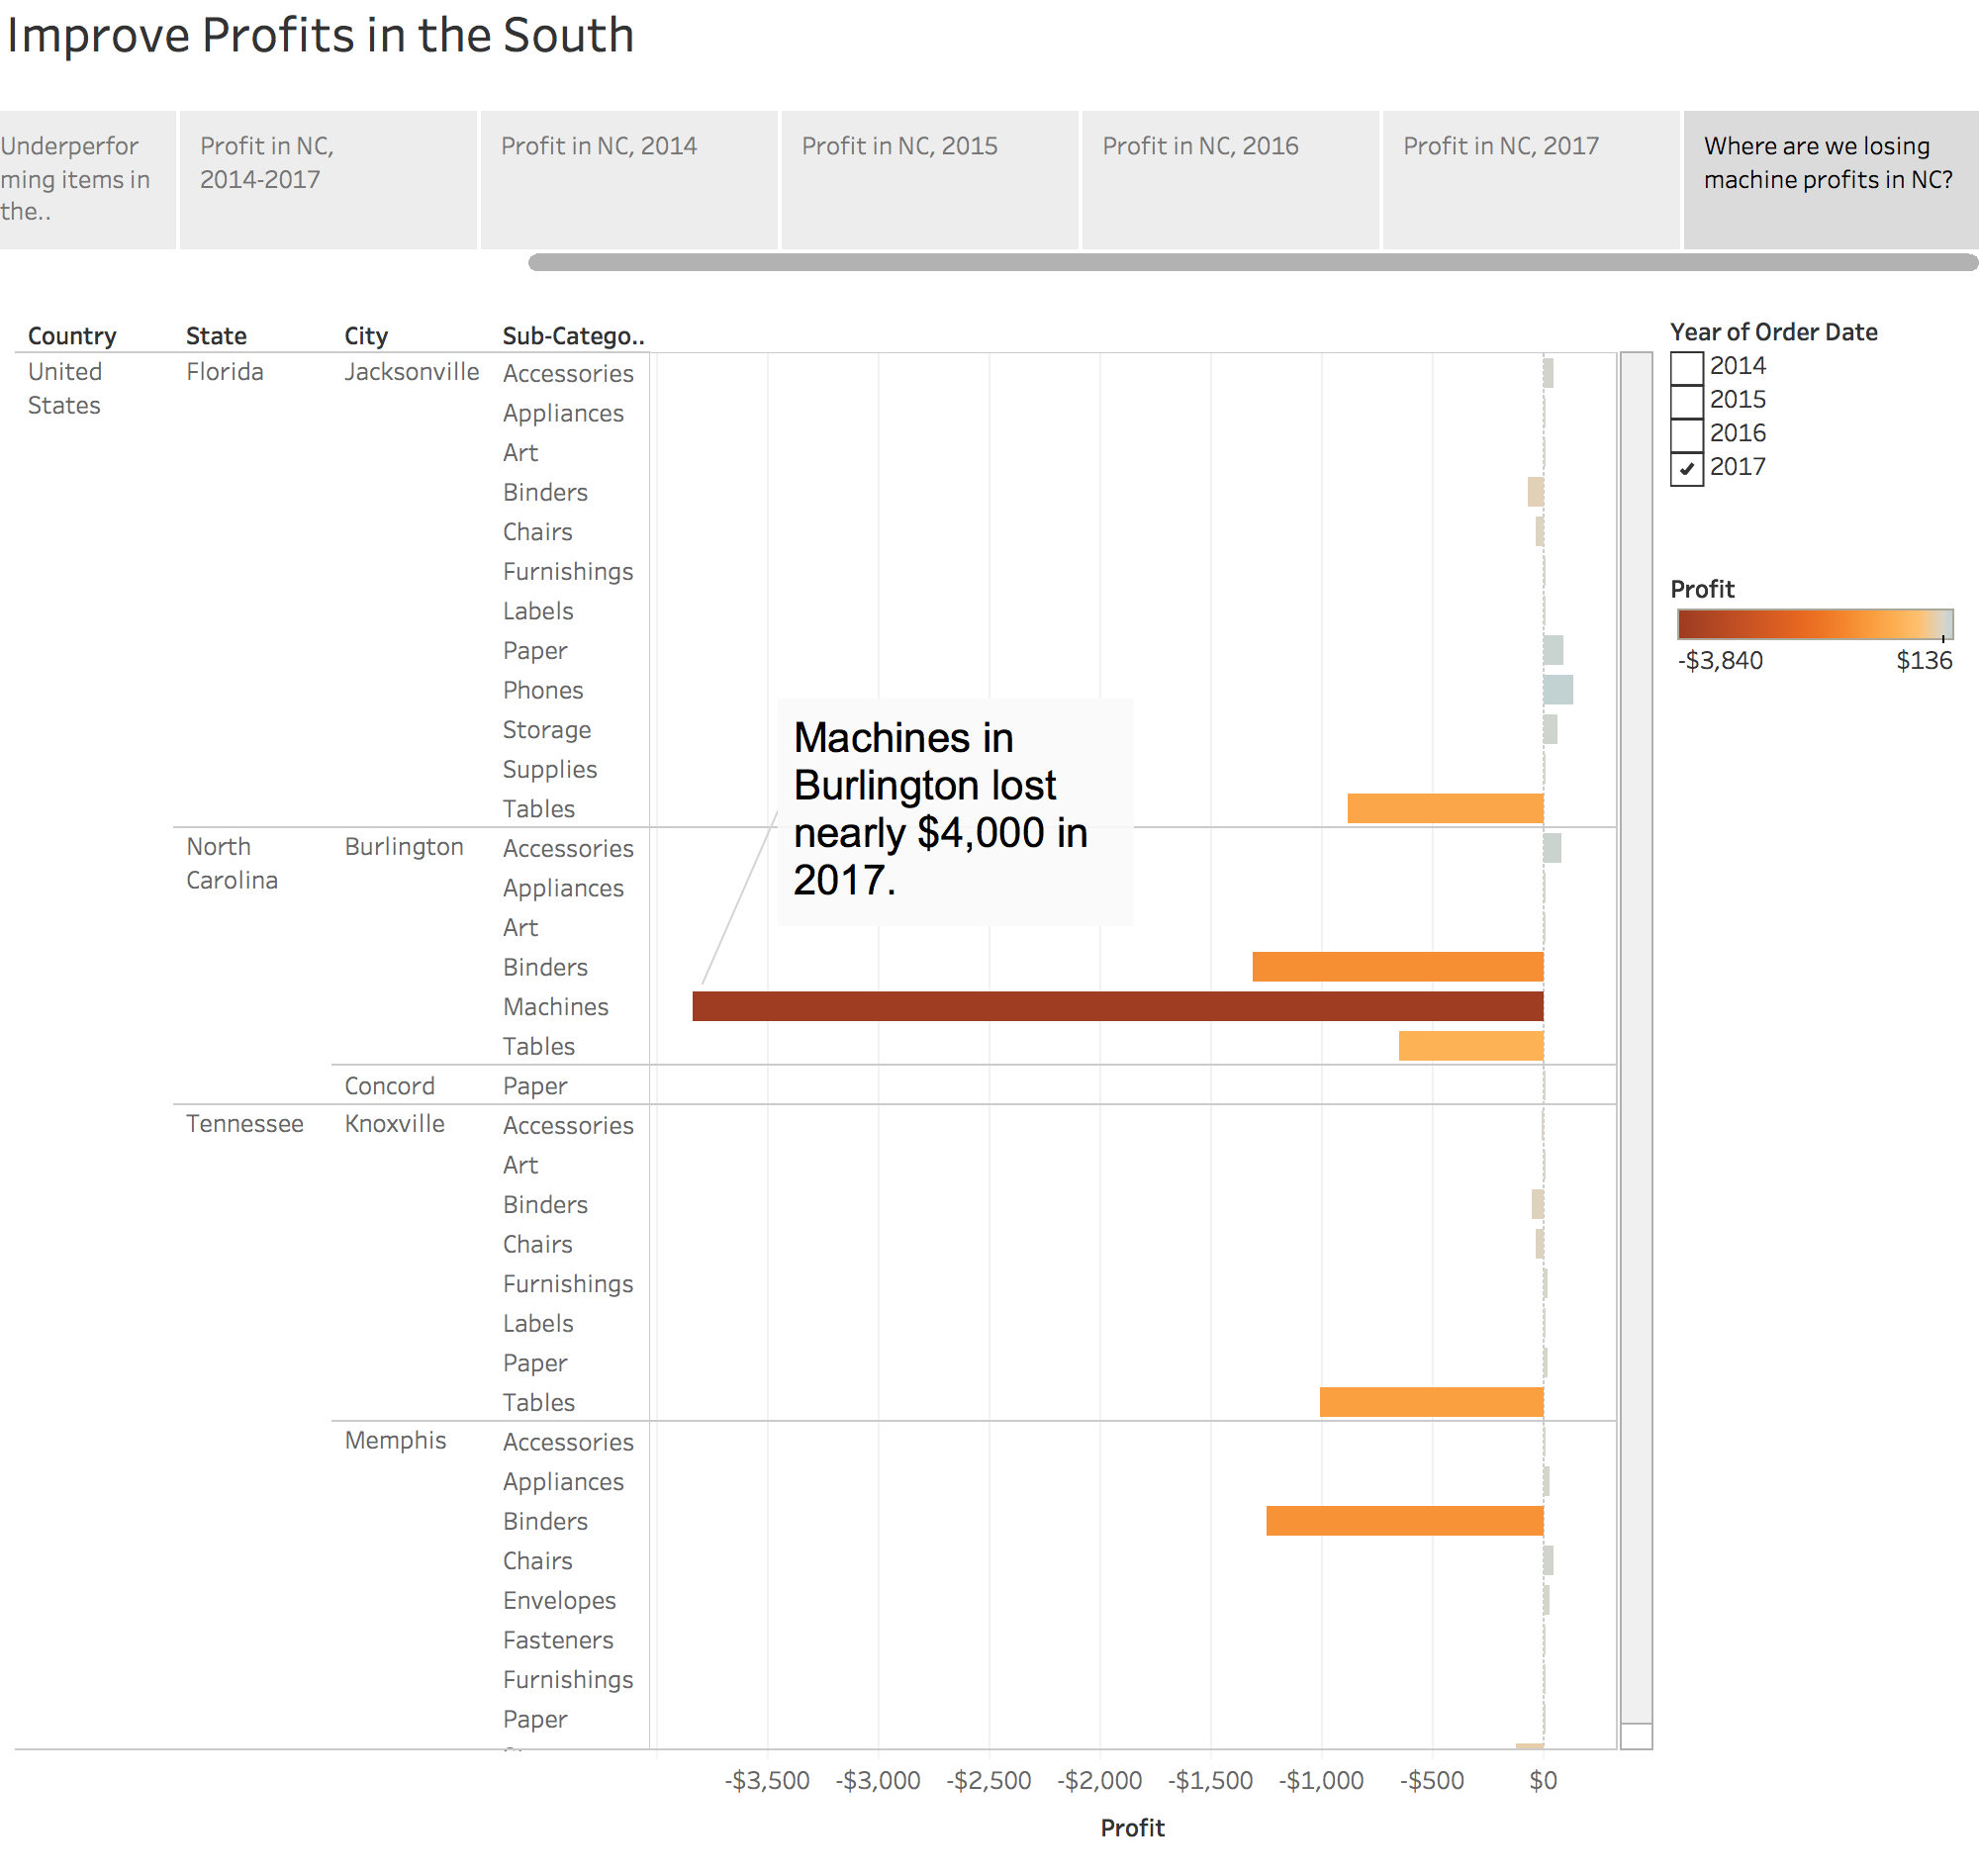 Improve Profits in the South
Underperfor
ming items in
the..
Profit in NC,
2014-2017
Profit in NC, 2014
Profit in NC, 2015
Profit in NC, 2016
Profit in NC, 2017
Where are we losing
machine profits in NC?
Country State City Sub-Catego..
United
States
Florida
Jacksonville
Accessories
Appliances
Art
Binders
Chairs
Furnishings
Labels
Paper
Phones
Storage
Supplies
Tables
North
Carolina
Burlington
Accessories
Appliances
Art
Binders
Machines
Tables
Concord
Paper
Tennessee
Knoxville
Accessories
Art
Binders
Chairs
Furnishings
Labels
Paper
Tables
Memphis
Accessories
Appliances
Binders
Chairs
Envelopes
Fasteners
Furnishings
Paper
Machines in
Burlington lost
nearly $4,000 in
2017.
-$3,500 -$3,000 -$2,500 -$2,000 -$1,500 -$1,000 -$500 $0
Profit
Year of Order Date
2014
2015
2016
2017
Profit
-$3,840 $136